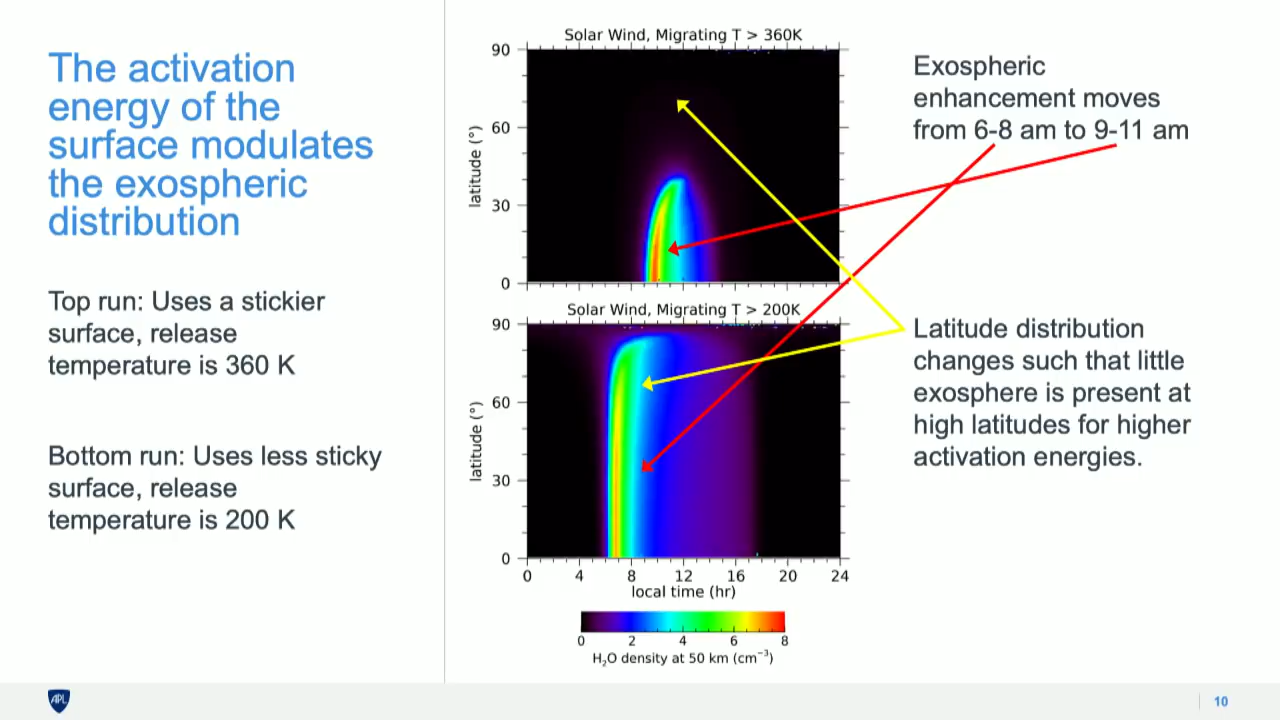 The activation
energy of the
surface modulates
the exospheric
distribution
Top run: Uses a stickier
surface, release
temperature is 360 K
Bottom run: Uses less sticky
surface, release
temperature is 200 K
Solar Wind, Migrating T > 360K
90
60
30
0
latitude (°)
Solar Wind, Migrating T > 200K
90
60
30
0
latitude (°)
0 4 8 12 16 20 24
local time (hr)
0 2 4 6 8
H₂O density at 50 km (cm⁻³)
Exospheric
enhancement moves
from 6-8 am to 9-11 am
Latitude distribution
changes such that little
exosphere is present at
high latitudes for higher
activation energies.
APL
10